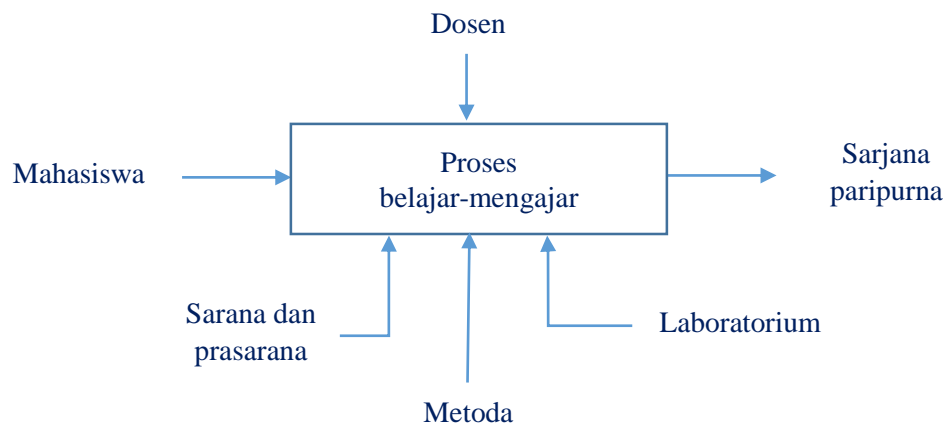 Dosen
Mahasiswa
Proses
belajar-mengajar
Sarjana
paripurna
Sarana dan
prasarana
Laboratorium
Metoda